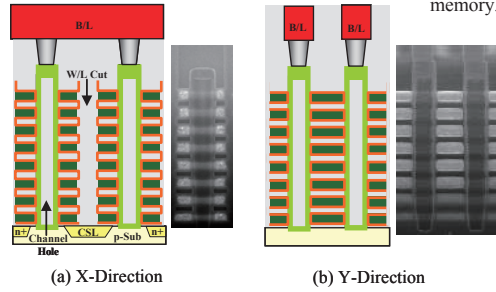 memory.
B/L
W/L Cut
n+
Channel
Hole
CSL
p-Sub
n+
(a) X-Direction
B/L
B/L
(b) Y-Direction